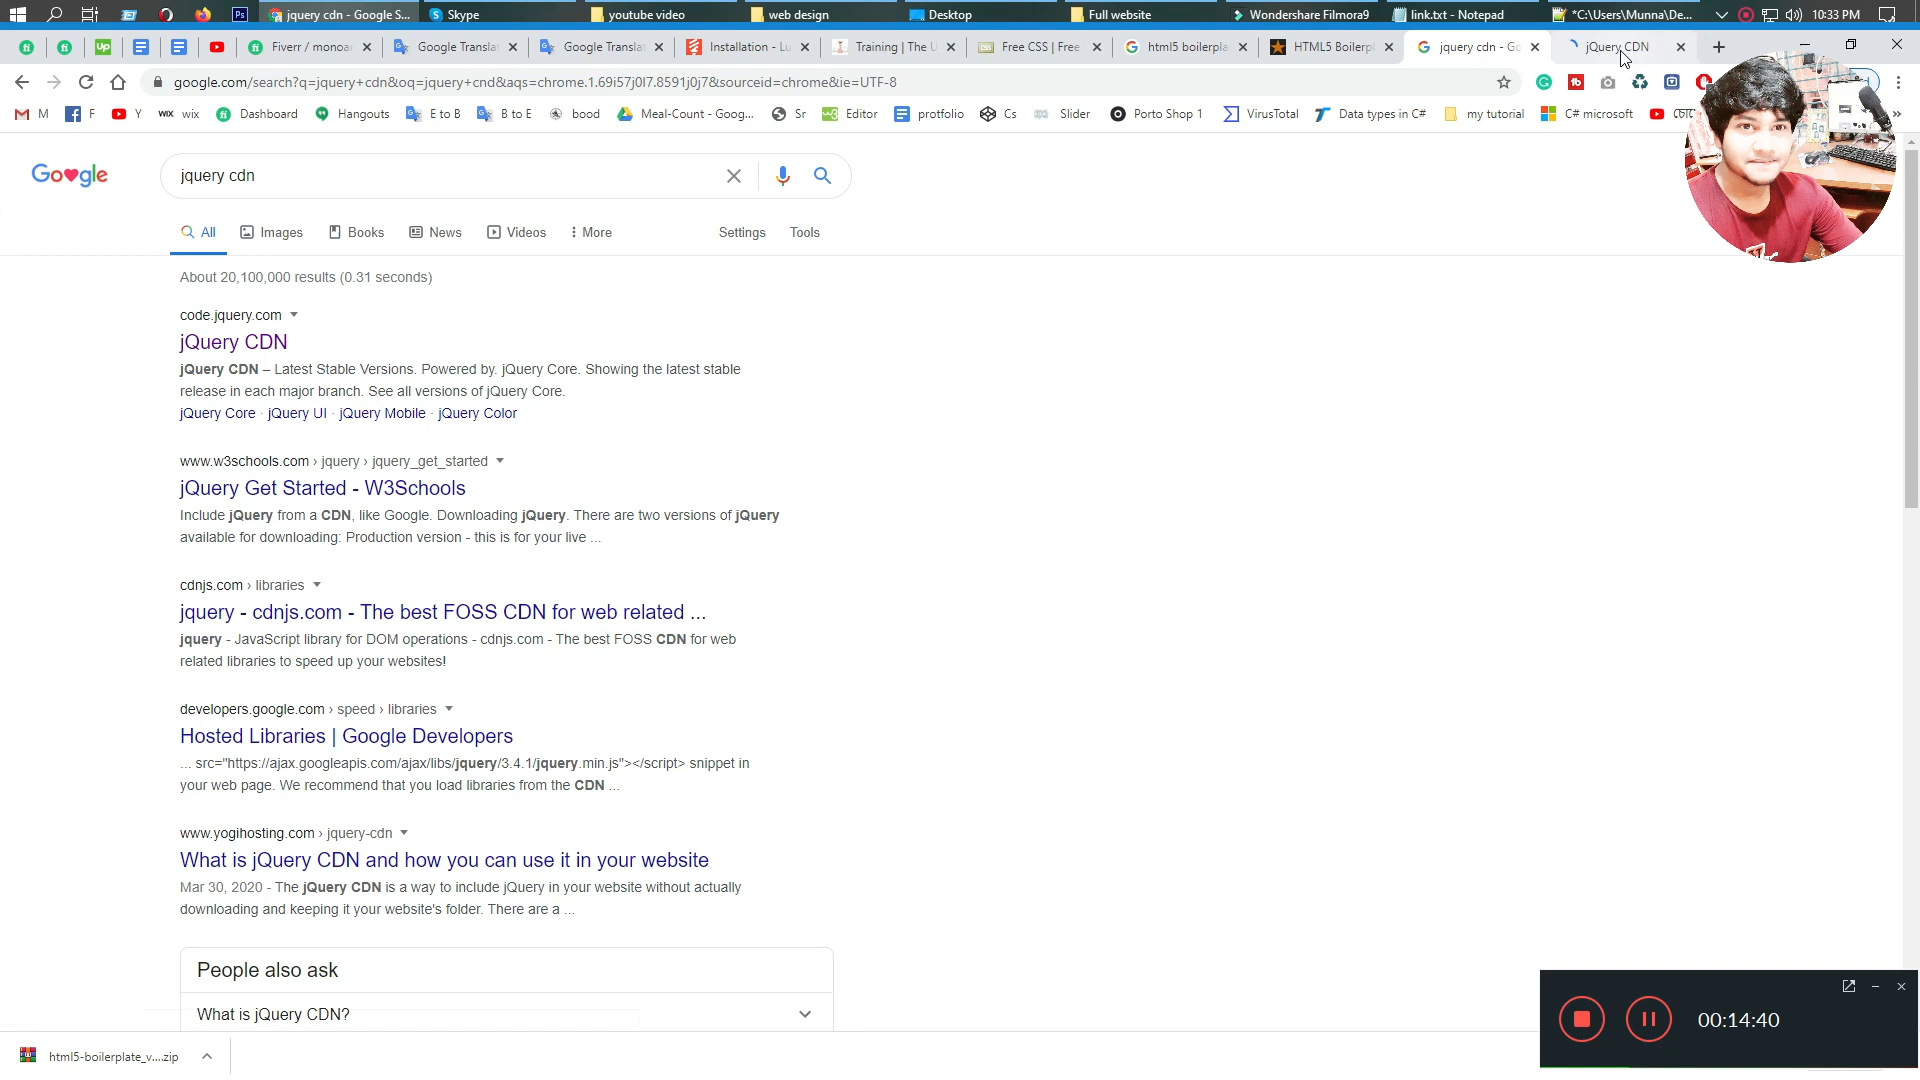 jquery cdn - Google S...
Skype
youtube video
web design
Desktop
Full website
Wondershare Filmora9
link.txt - Notepad
*C:\Users\Munna\De...
10:33 PM
Fiverr / monoa
Google Transla
Google Transla
Installation - Lu
Training | The U
Free CSS | Free
html5 boilerpla
HTML5 Boilerpl
jquery cdn - Go
jQuery CDN
google.com/search?q=jquery+cdn&oq=jquery+cnd&aqs=chrome.1.69i57j0l7.8591j0j7&sourceid=chrome&ie=UTF-8
M
F
Y
wix
Dashboard
Hangouts
E to B
B to E
bood
Meal-Count - Goog...
Sr
Editor
protfolio
Cs
Slider
Porto Shop 1
VirusTotal
Data types in C#
my tutorial
C# microsoft
jquery cdn
All
Images
Books
News
Videos
More
Settings
Tools
About 20,100,000 results (0.31 seconds)
code.jquery.com
jQuery CDN
jQuery CDN – Latest Stable Versions. Powered by. jQuery Core. Showing the latest stable
release in each major branch. See all versions of jQuery Core.
jQuery Core · jQuery UI · jQuery Mobile · jQuery Color
www.w3schools.com › jquery › jquery_get_started
jQuery Get Started - W3Schools
Include jQuery from a CDN, like Google. Downloading jQuery. There are two versions of jQuery
available for downloading: Production version - this is for your live ...
cdnjs.com › libraries
jquery - cdnjs.com - The best FOSS CDN for web related ...
jquery - JavaScript library for DOM operations - cdnjs.com - The best FOSS CDN for web
related libraries to speed up your websites!
developers.google.com › speed › libraries
Hosted Libraries | Google Developers
... src="https://ajax.googleapis.com/ajax/libs/jquery/3.4.1/jquery.min.js"></script> snippet in
your web page. We recommend that you load libraries from the CDN ...
www.yogihosting.com › jquery-cdn
What is jQuery CDN and how you can use it in your website
Mar 30, 2020 - The jQuery CDN is a way to include jQuery in your website without actually
downloading and keeping it your website's folder. There are a ...
People also ask
What is jQuery CDN?
html5-boilerplate_v....zip
00:14:40